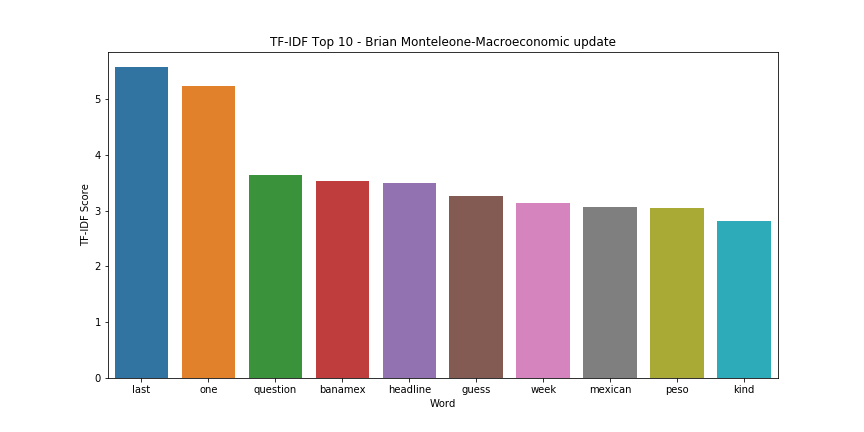 TF-IDF Top 10 - Brian Monteleone-Macroeconomic update
TF-IDF Score
5
4
3
2
1
0
last one question banamex headline guess week mexican peso kind
Word